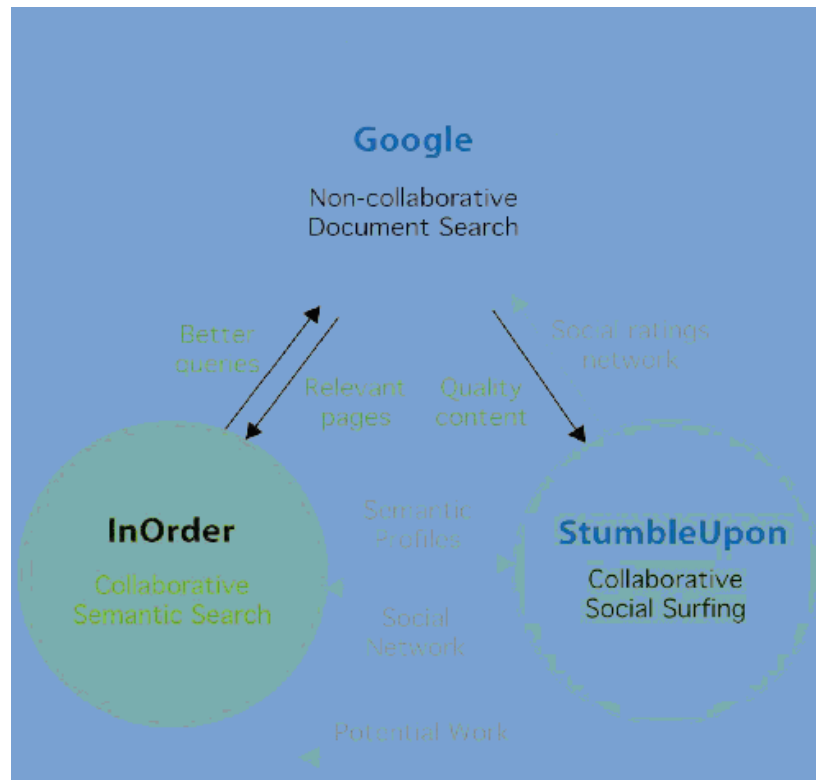 Google
Non-collaborative
Document Search
Better
queries
Social ratings
network
Relevant
pages
Quality
content
InOrder
Collaborative
Semantic Search
Semantic
Profiles
StumbleUpon
Collaborative
Social Surfing
Social
Network
Potential Work